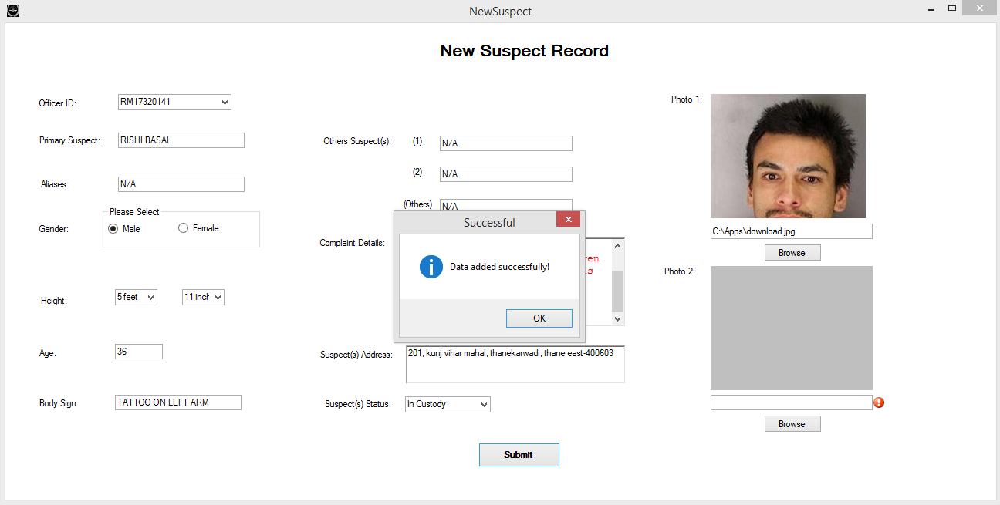 NewSuspect
New Suspect Record
Officer ID:
RM17320141
Primary Suspect:
RISHI BASAL
Aliases:
N/A
Gender:
Please Select
Male
Female
Height:
5 feet
11 inch
Age:
36
Body Sign:
TATTOO ON LEFT ARM
Others Suspect(s):
(1)
N/A
(2)
N/A
(Others)
N/A
Complaint Details:
Successful
Data added successfully!
OK
Suspect(s) Address:
201, kunj vihar mahal, thanekarwadi, thane east-400603
Suspect(s) Status:
In Custody
Submit
Photo 1:
C:\Apps\download.jpg
Browse
Photo 2:
Browse